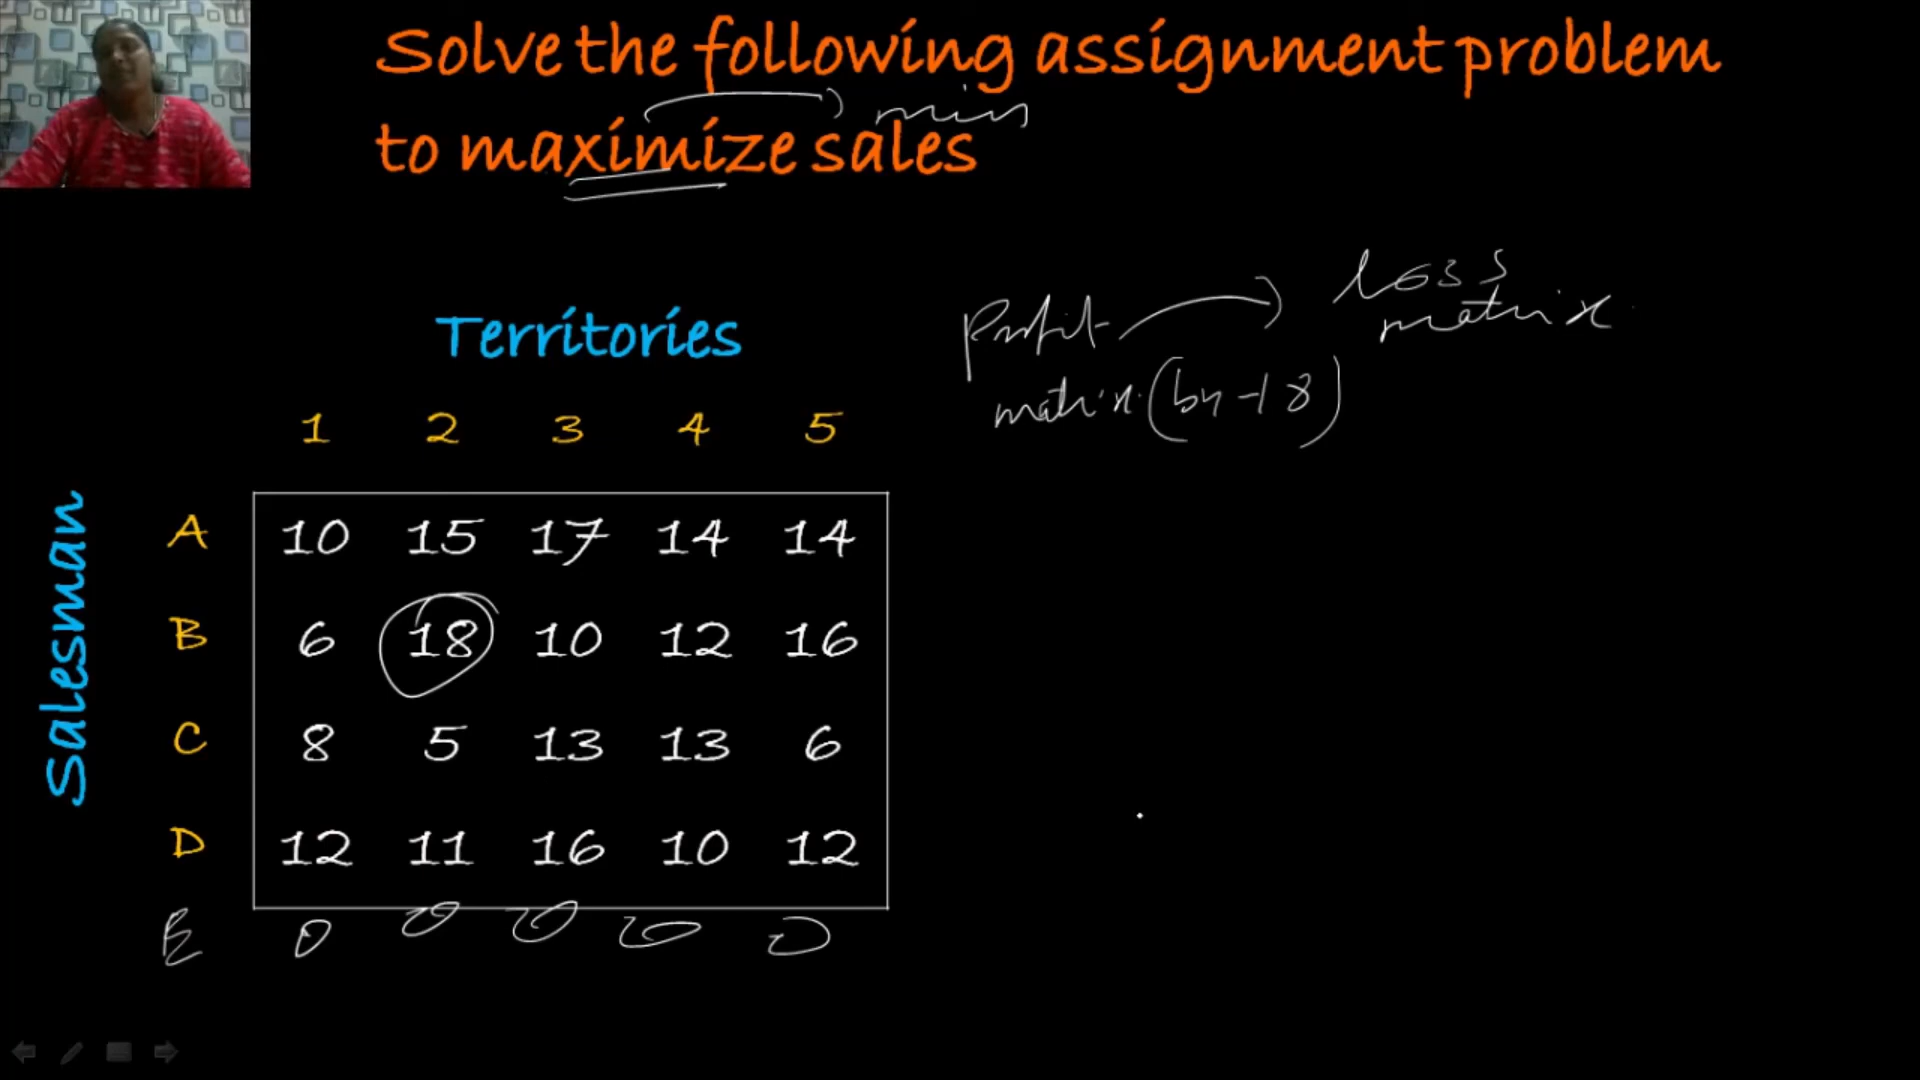 Solve the following assignment problem
to maximize sales
min
Profit loss
matrix (by -18) matrix
Territories
1 2 3 4 5
Salesman
A 10 15 17 14 14
B 6 18 10 12 16
C 8 5 13 13 6
D 12 11 16 10 12
E 0 0 0 0 0